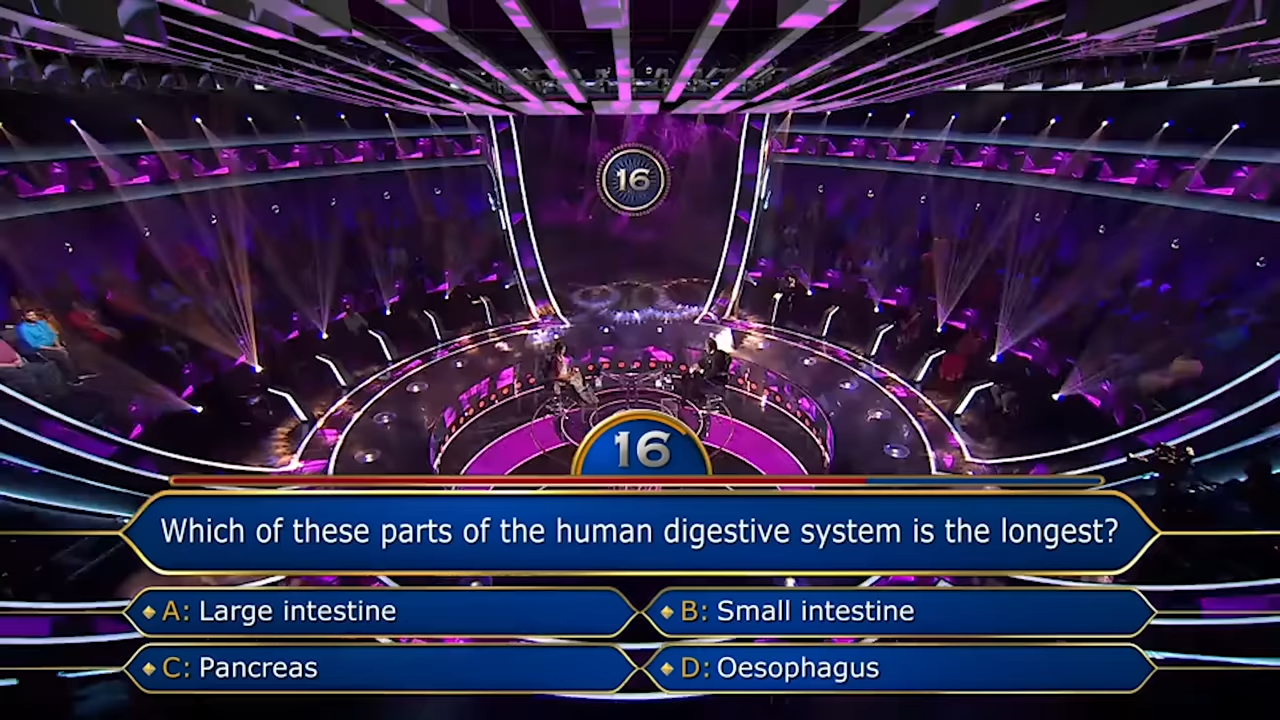 16
16
Which of these parts of the human digestive system is the longest?
A: Large intestine
B: Small intestine
C: Pancreas
D: Oesophagus